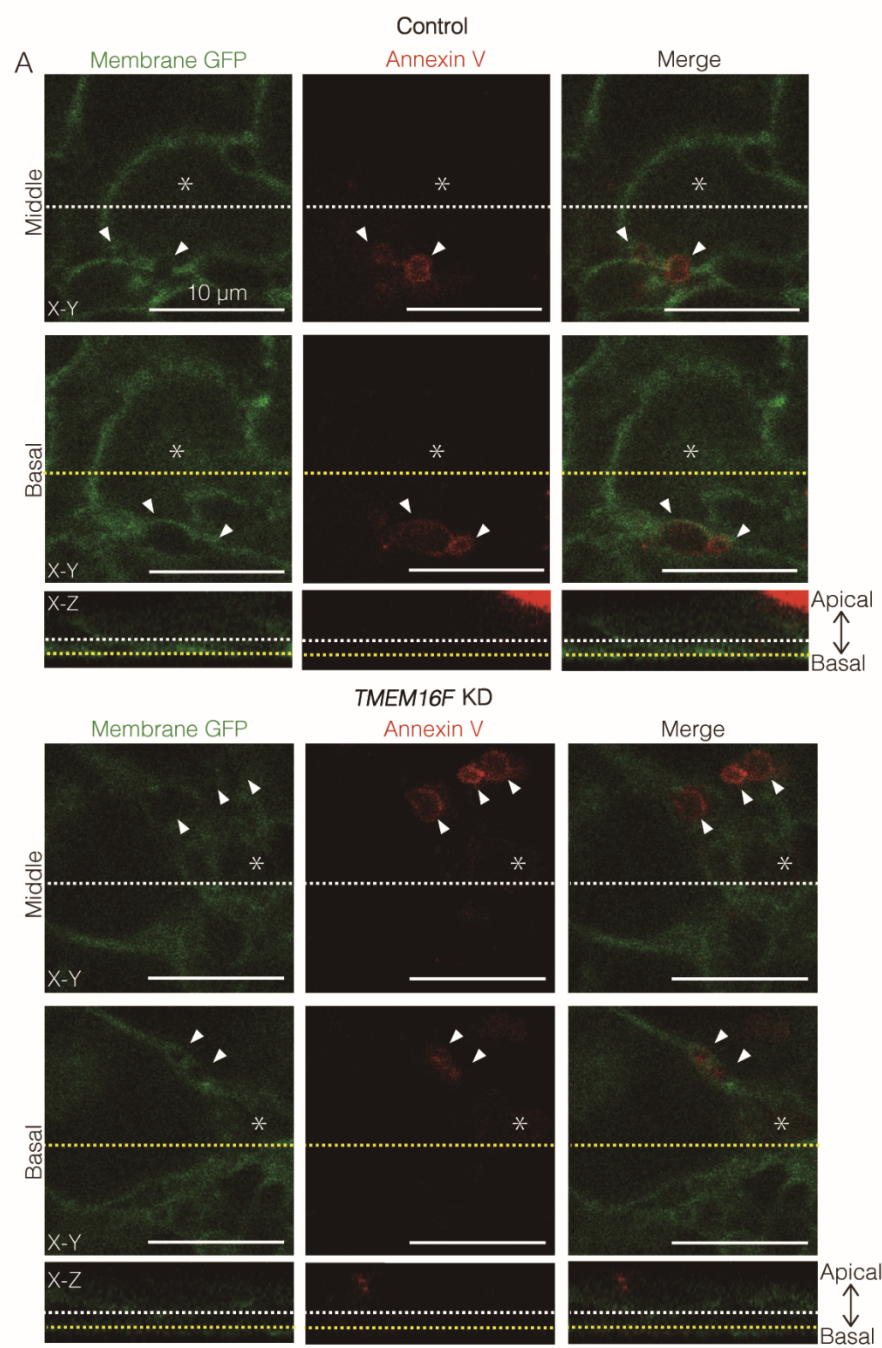 Control
A
Membrane GFP Annexin V Merge
Middle
* * *
10 μm
X-Y
Basal
* * *
X-Y
X-Z
Apical
Basal
TMEM16F KD
Membrane GFP Annexin V Merge
Middle
* * *
X-Y
Basal
* * *
X-Y
X-Z
Apical
Basal